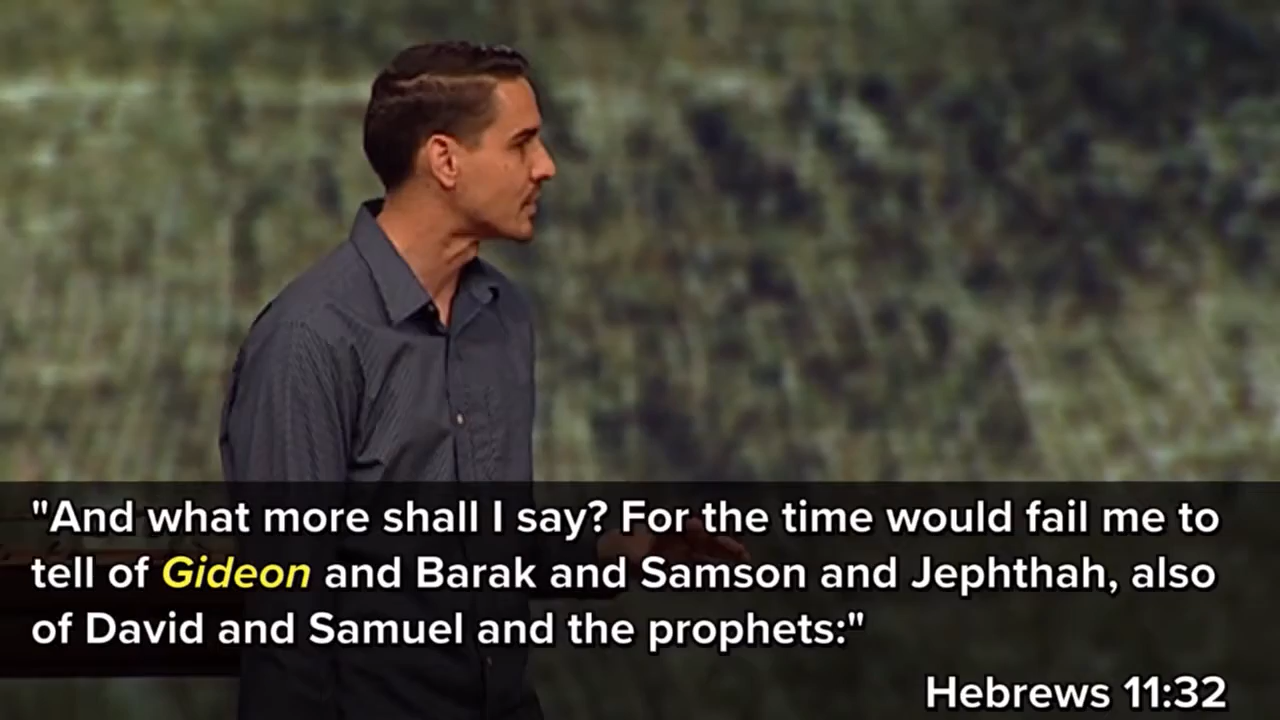 "And what more shall I say? For the time would fail me to
tell of Gideon and Barak and Samson and Jephthah, also
of David and Samuel and the prophets:"
Hebrews 11:32